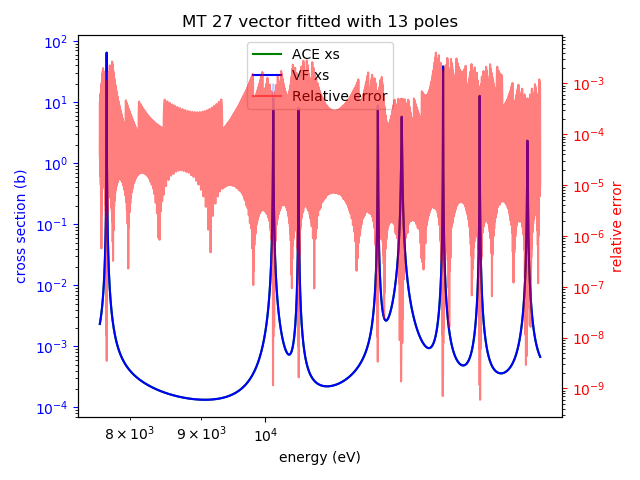 MT 27 vector fitted with 13 poles
ACE xs
VF xs
Relative error
10²
10¹
10⁰
10⁻¹
10⁻²
10⁻³
10⁻⁴
cross section (b)
10⁻³
10⁻⁴
10⁻⁵
10⁻⁶
10⁻⁷
10⁻⁸
10⁻⁹
relative error
8 × 10³
9 × 10³
10⁴
energy (eV)